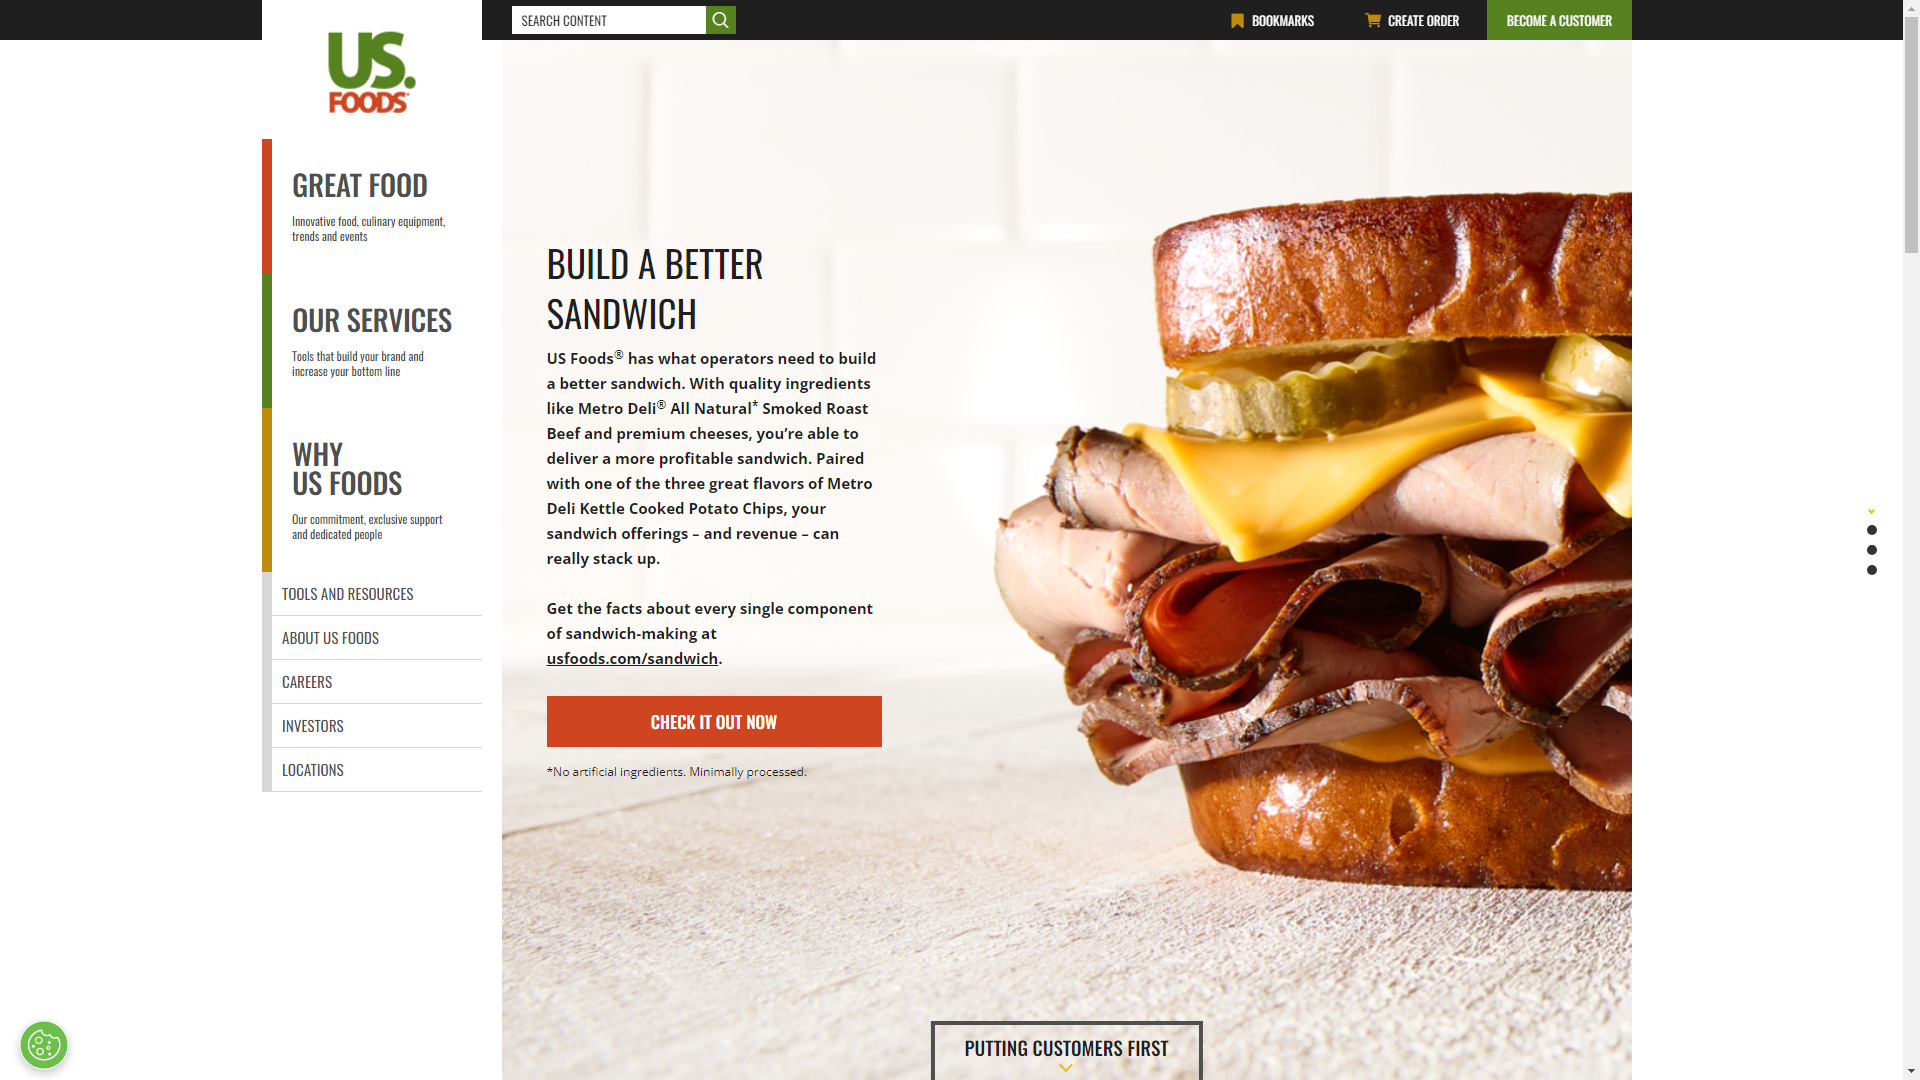 SEARCH CONTENT
BOOKMARKS
CREATE ORDER
BECOME A CUSTOMER
US.
FOODS
GREAT FOOD
Innovative food, culinary equipment,
trends and events
OUR SERVICES
Tools that build your brand and
increase your bottom line
WHY
US FOODS
Our commitment, exclusive support
and dedicated people
TOOLS AND RESOURCES
ABOUT US FOODS
CAREERS
INVESTORS
LOCATIONS
BUILD A BETTER
SANDWICH
US Foods® has what operators need to build
a better sandwich. With quality ingredients
like Metro Deli® All Natural* Smoked Roast
Beef and premium cheeses, you’re able to
deliver a more profitable sandwich. Paired
with one of the three great flavors of Metro
Deli Kettle Cooked Potato Chips, your
sandwich offerings – and revenue – can
really stack up.
Get the facts about every single component
of sandwich-making at
usfoods.com/sandwich.
CHECK IT OUT NOW
*No artificial ingredients. Minimally processed.
PUTTING CUSTOMERS FIRST